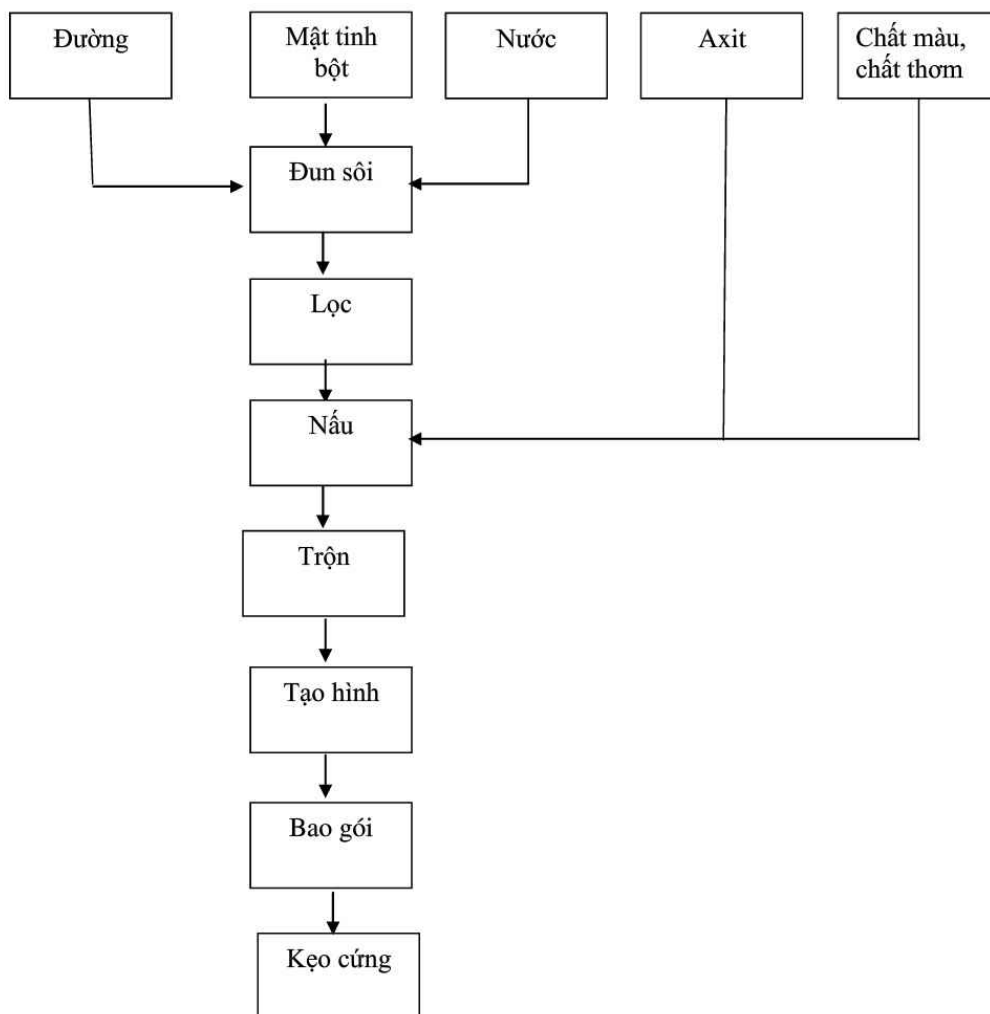 Đường
Mật tinh
bột
Nước
Axit
Chất màu,
chất thơm
Đun sôi
Lọc
Nấu
Trộn
Tạo hình
Bao gói
Kẹo cứng